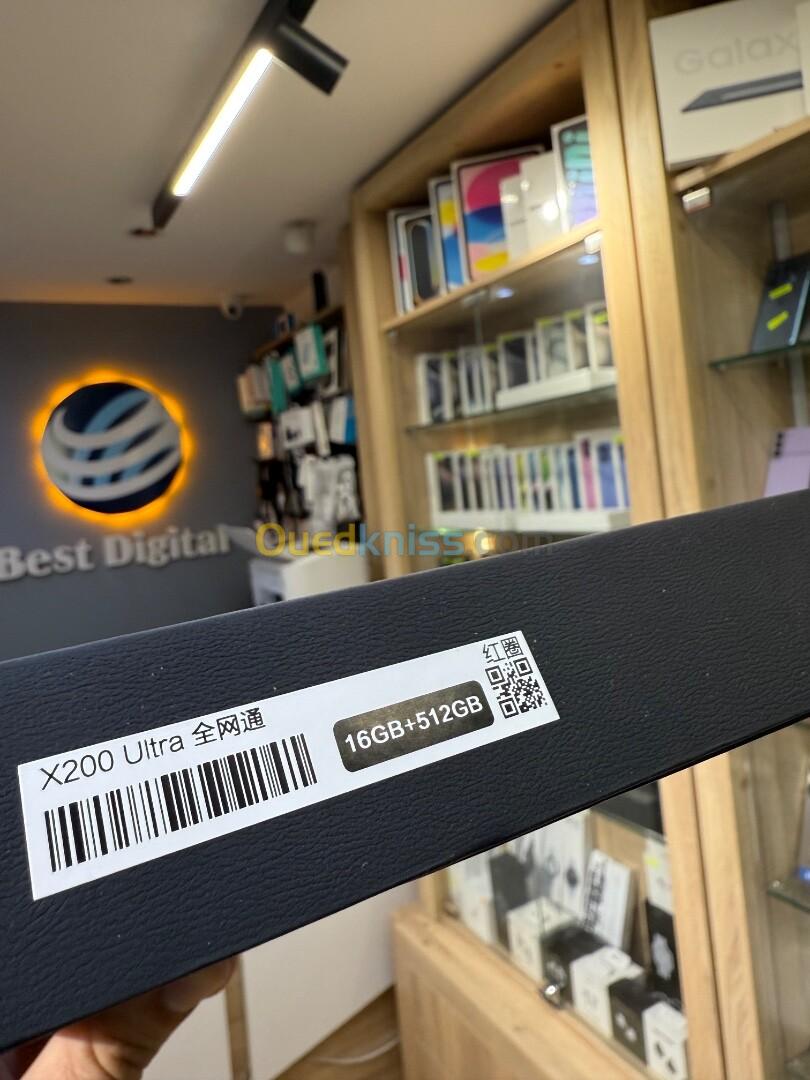 Galax
Best Digital
Ouedkniss.com
X200 Ultra 全网通
16GB+512GB
红圈